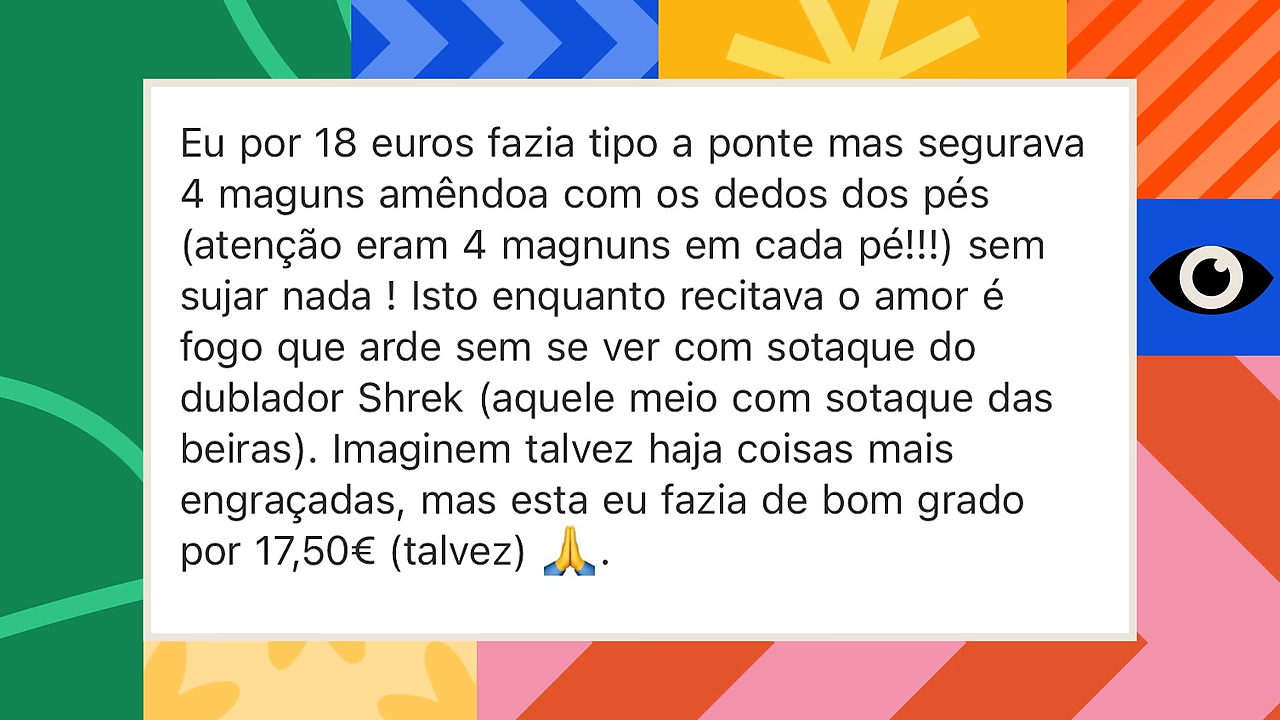 Eu por 18 euros fazia tipo a ponte mas segurava
4 maguns amêndoa com os dedos dos pés
(atenção eram 4 magnuns em cada pé!!!) sem
sujar nada ! Isto enquanto recitava o amor é
fogo que arde sem se ver com sotaque do
dublador Shrek (aquele meio com sotaque das
beiras). Imaginem talvez haja coisas mais
engraçadas, mas esta eu fazia de bom grado
por 17,50€ (talvez) 🙏.